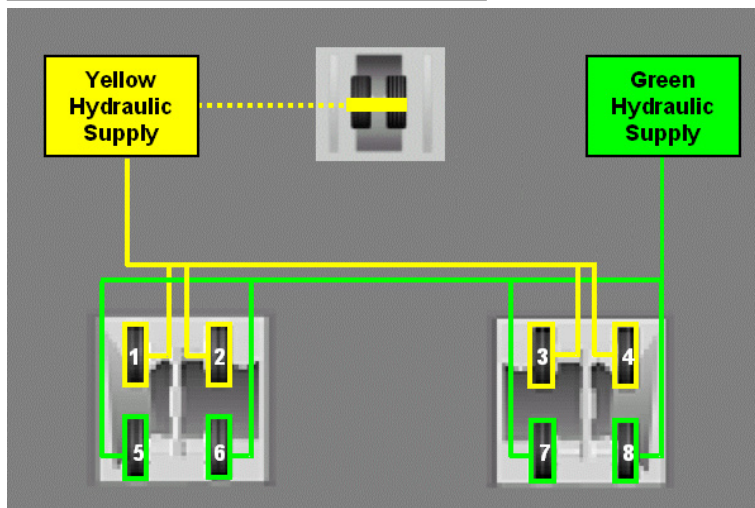 Yellow
Hydraulic
Supply
Green
Hydraulic
Supply
1 2 3 4
5 6 7 8